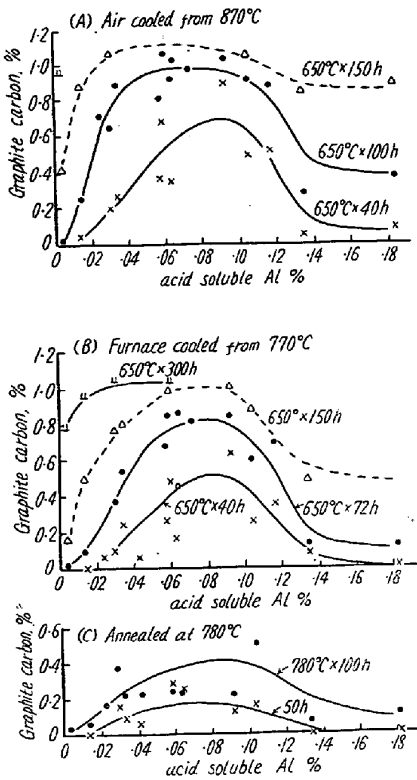 (A) Air cooled from 870°C
Graphite carbon, %
1.2
1.0
0.8
0.6
0.4
0.2
0
650°C×150h
650°C×100h
650°C×40h
.02 .04 .06 .08 .10 .12 .14 .16 .18
acid soluble Al %
(B) Furnace cooled from 770°C
Graphite carbon, %
1.2
1.0
0.8
0.6
0.4
0.2
0
650°C×300h
650°×150h
650°C×40h
650°C×72h
.02 .04 .06 .08 .10 .12 .14 .16 .18
acid soluble Al %
(C) Annealed at 780°C
Graphite carbon, %
0.6
0.4
0.2
0
780°C×100h
50h
.02 .04 .06 .08 .10 .12 .14 .16 .18
acid soluble Al %